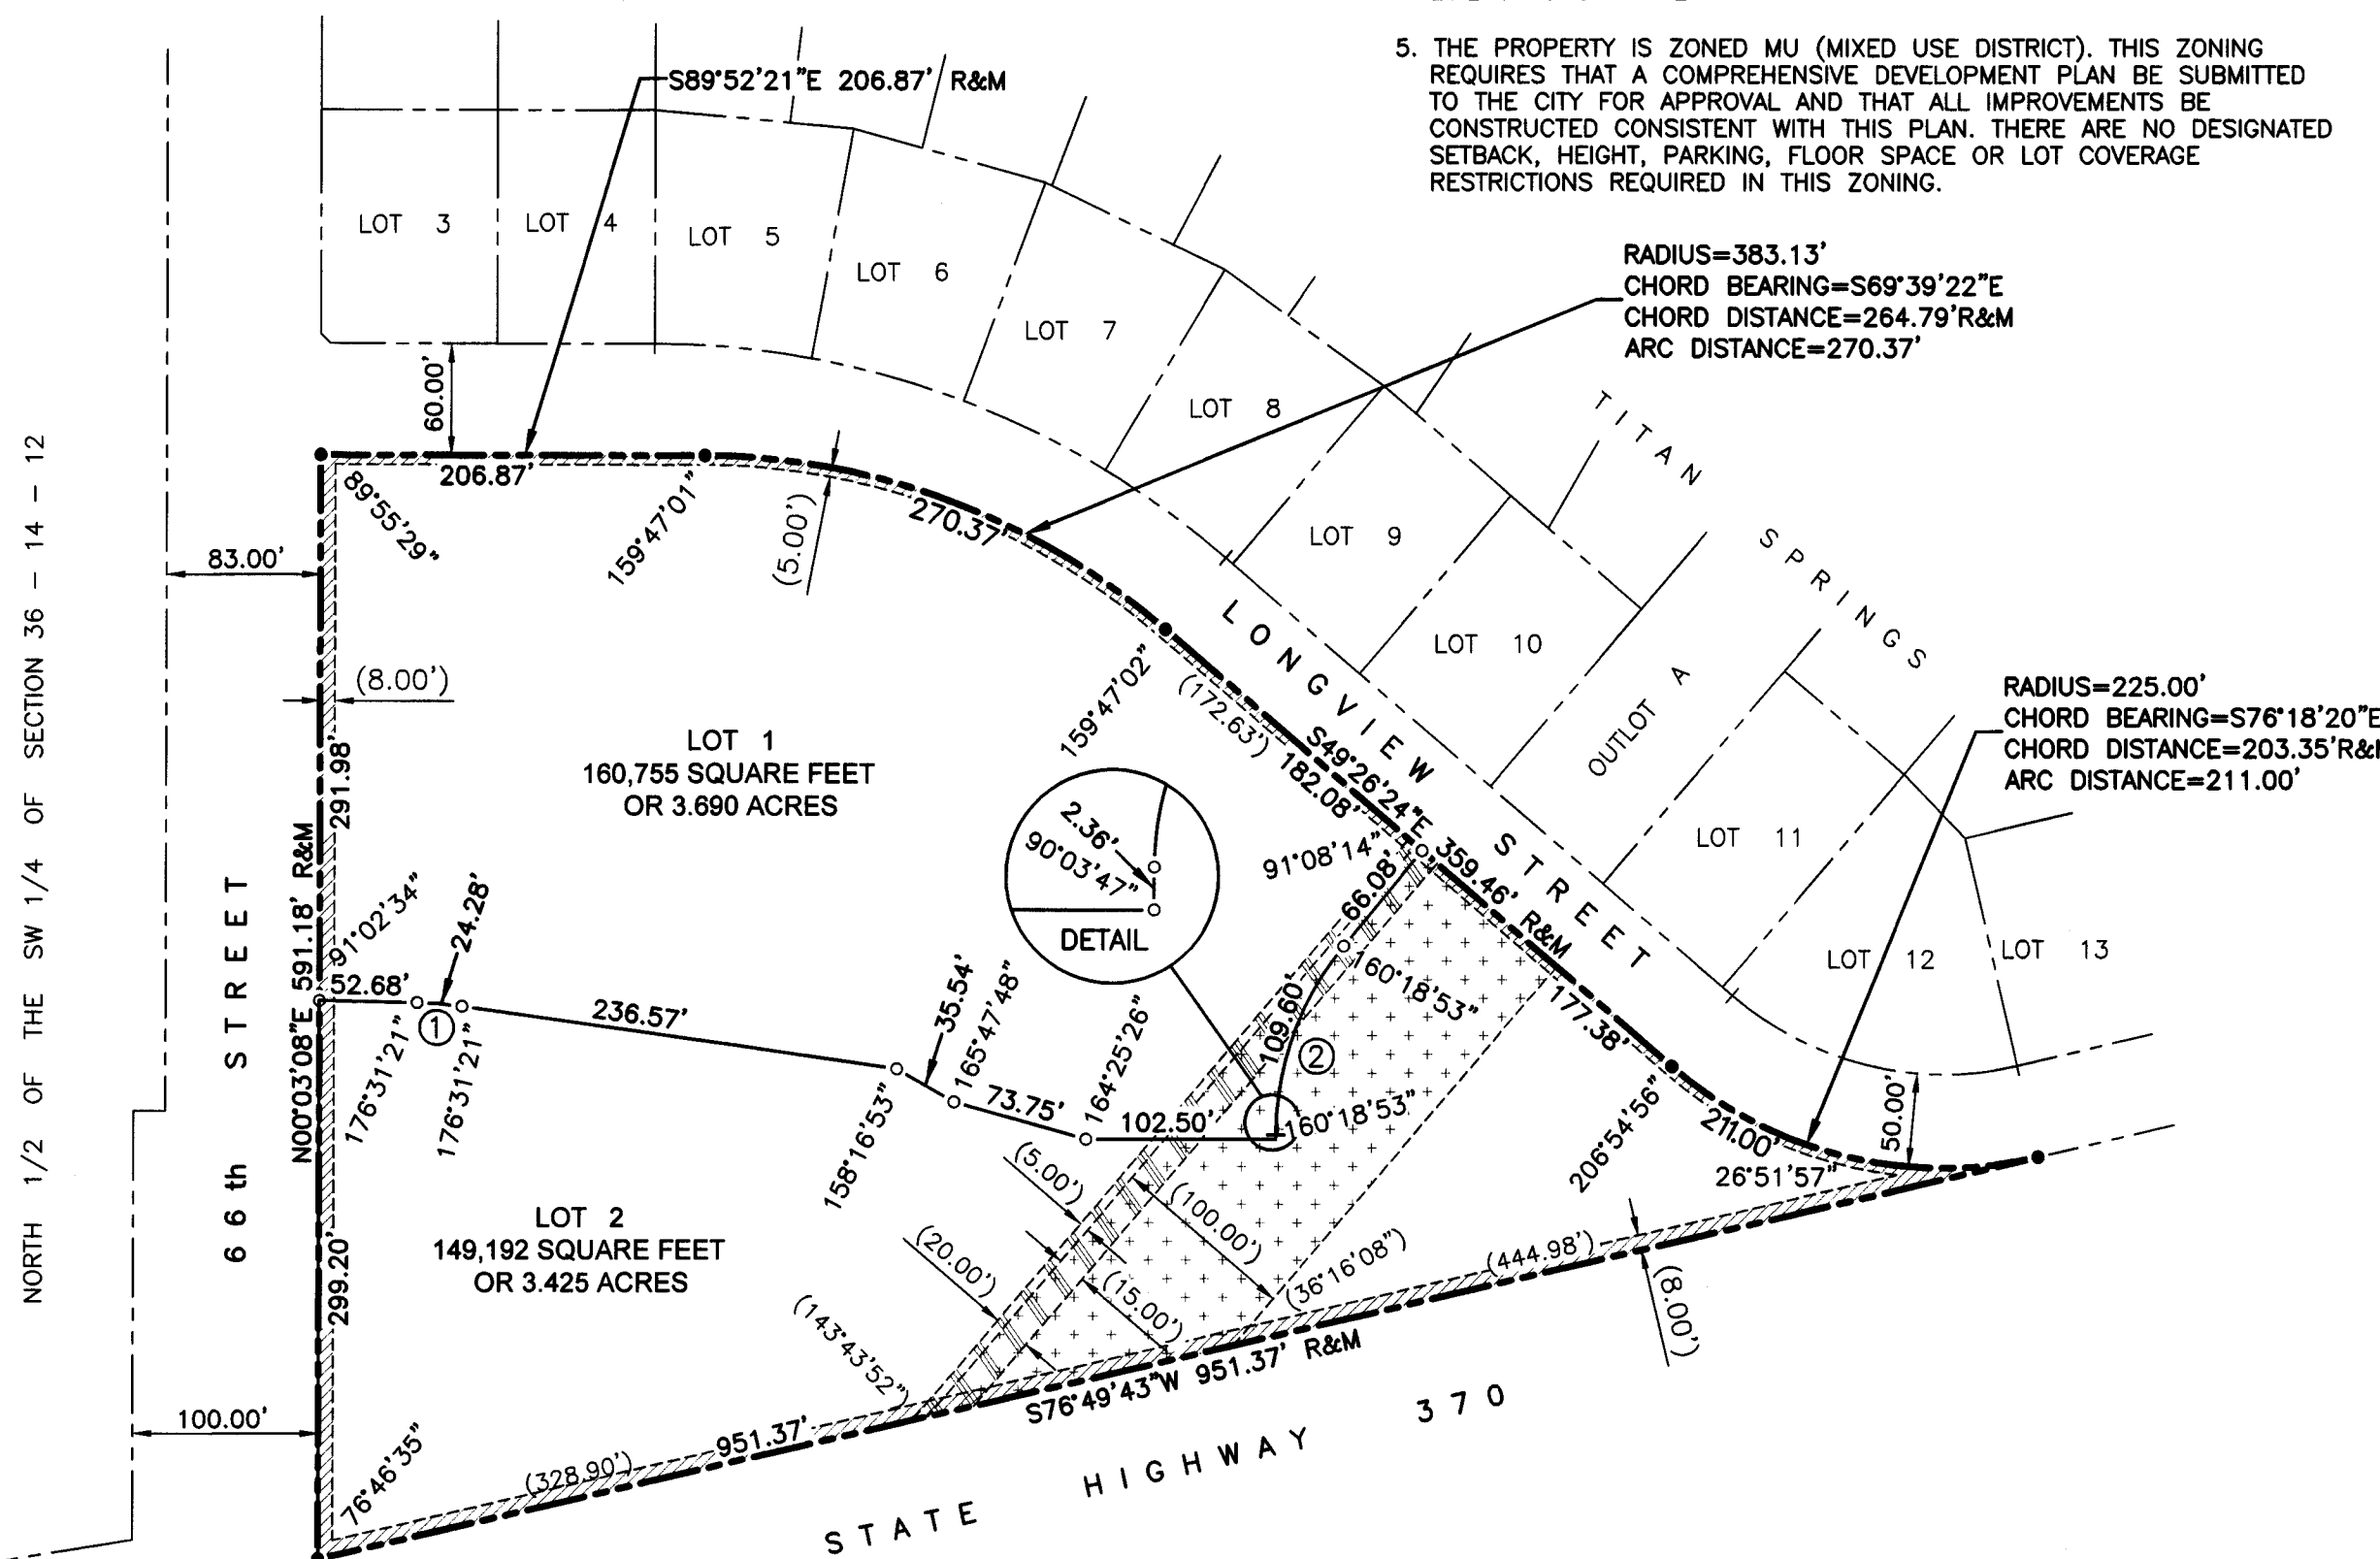 5. THE PROPERTY IS ZONED MU (MIXED USE DISTRICT). THIS ZONING
REQUIRES THAT A COMPREHENSIVE DEVELOPMENT PLAN BE SUBMITTED
TO THE CITY FOR APPROVAL AND THAT ALL IMPROVEMENTS BE
CONSTRUCTED CONSISTENT WITH THIS PLAN. THERE ARE NO DESIGNATED
SETBACK, HEIGHT, PARKING, FLOOR SPACE OR LOT COVERAGE
RESTRICTIONS REQUIRED IN THIS ZONING.
S89°52'21"E 206.87' R&M
LOT 3
LOT 4
LOT 5
LOT 6
LOT 7
LOT 8
LOT 9
LOT 10
OUTLOT A
LOT 11
LOT 12
LOT 13
TITAN SPRINGS
RADIUS=383.13'
CHORD BEARING=S69°39'22"E
CHORD DISTANCE=264.79'R&M
ARC DISTANCE=270.37'
RADIUS=225.00'
CHORD BEARING=S76°18'20"E
CHORD DISTANCE=203.35'R&
ARC DISTANCE=211.00'
60.00'
206.87'
89°55'29"
159°47'01"
(5.00')
270.37'
83.00'
(8.00')
291.98'
159°47'02"
(172.63')
LONGVIEW STREET
S49°26'24"E 359.46' R&M
182.08'
LOT 1
160,755 SQUARE FEET
OR 3.690 ACRES
2.36'
90°03'47"
DETAIL
91°08'14"
66.08'
160°18'53"
109.60'
2
160°18'53"
177.38'
206°54'56"
211.00'
50.00'
26°51'57"
NORTH 1/2 OF THE SW 1/4 OF SECTION 36 - 14 - 12
66th STREET
N00°03'08"E 591.18' R&M
91°02'34"
52.68'
24.28'
176°31'21"
1
176°31'21"
236.57'
158°16'53"
35.54'
165°47'48"
73.75'
164°25'26"
102.50'
LOT 2
149,192 SQUARE FEET
OR 3.425 ACRES
299.20'
(5.00')
(20.00')
(100.00')
(15.00')
(143°43'52")
(36°16'08")
(444.98')
(8.00')
100.00'
76°46'35"
(328.90')
951.37'
S76°49'43"W 951.37' R&M
STATE HIGHWAY 370